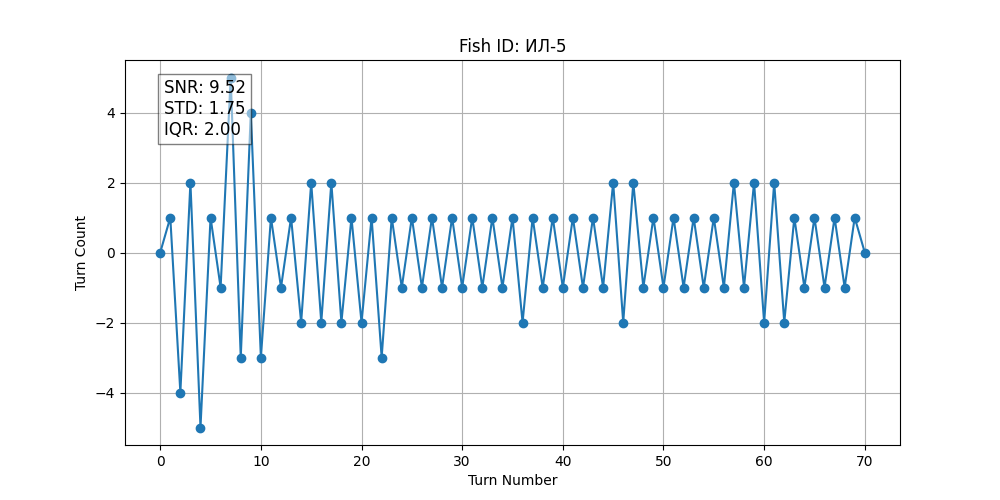 Fish ID: ИЛ-5
SNR: 9.52
STD: 1.75
IQR: 2.00
Turn Count
4
2
0
−2
−4
0 10 20 30 40 50 60 70
Turn Number